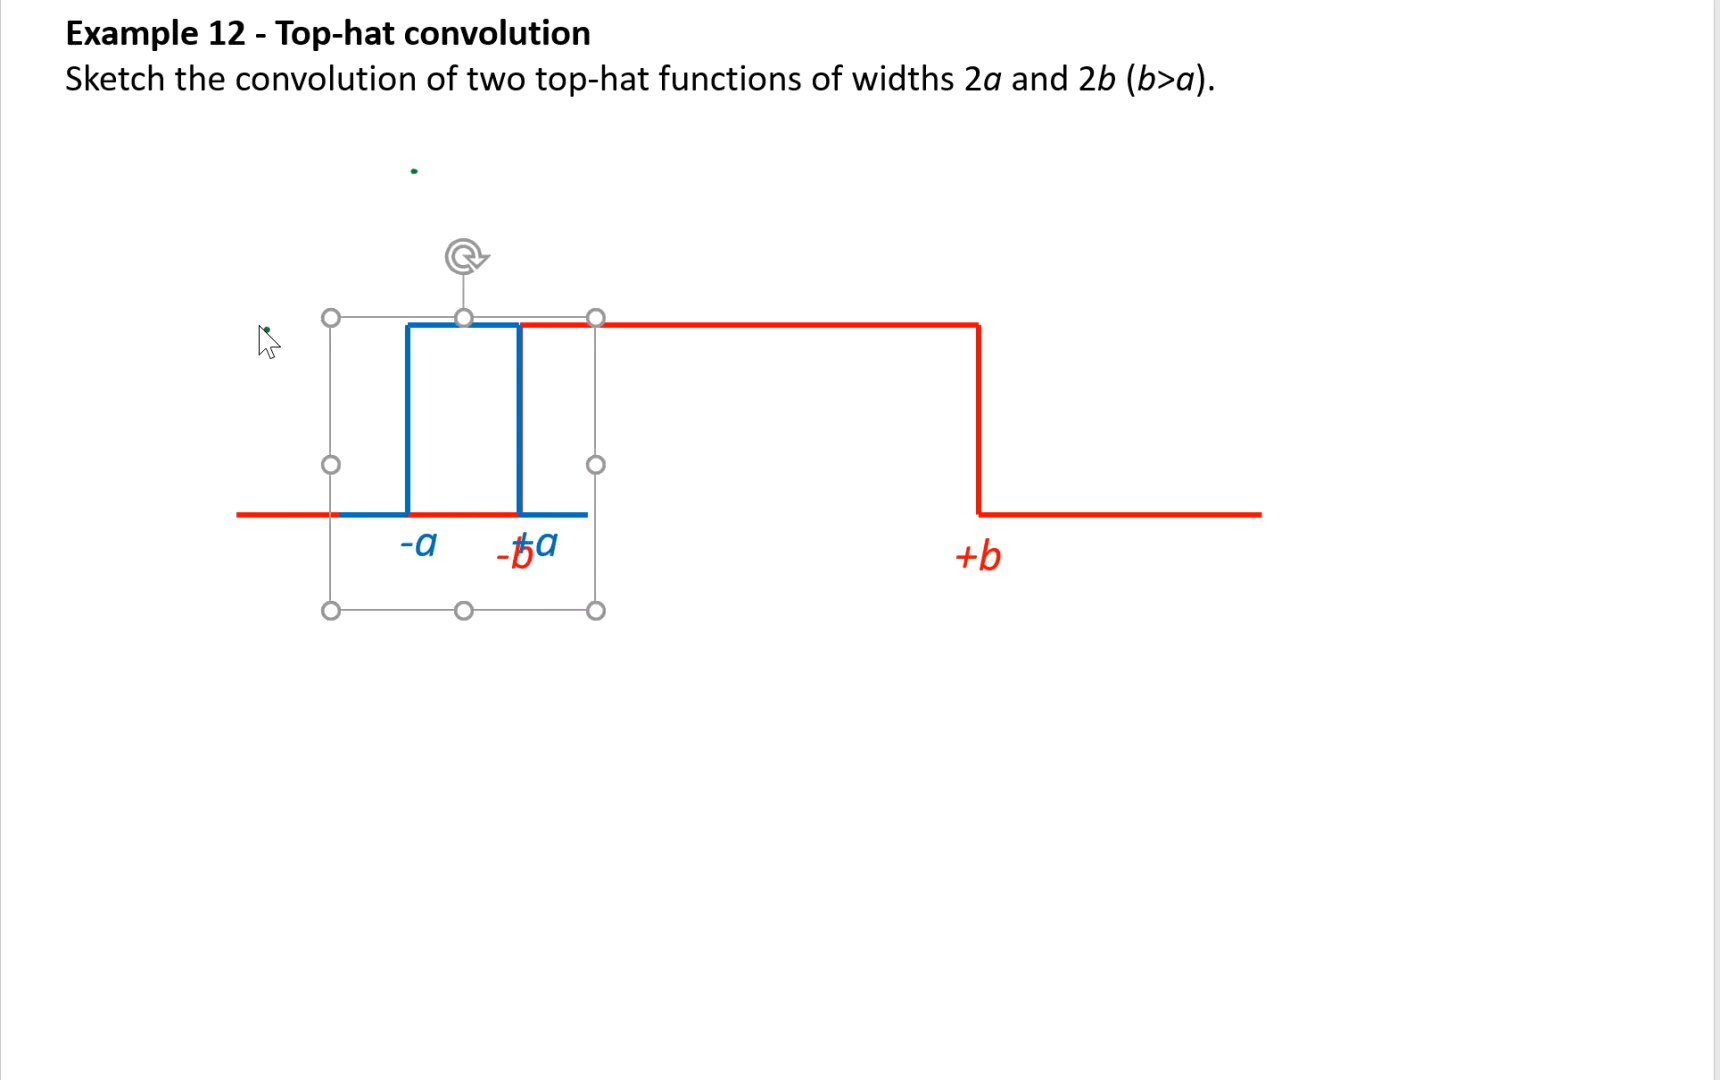 Example 12 - Top-hat convolution
Sketch the convolution of two top-hat functions of widths 2a and 2b (b>a).
-a -b +a +b